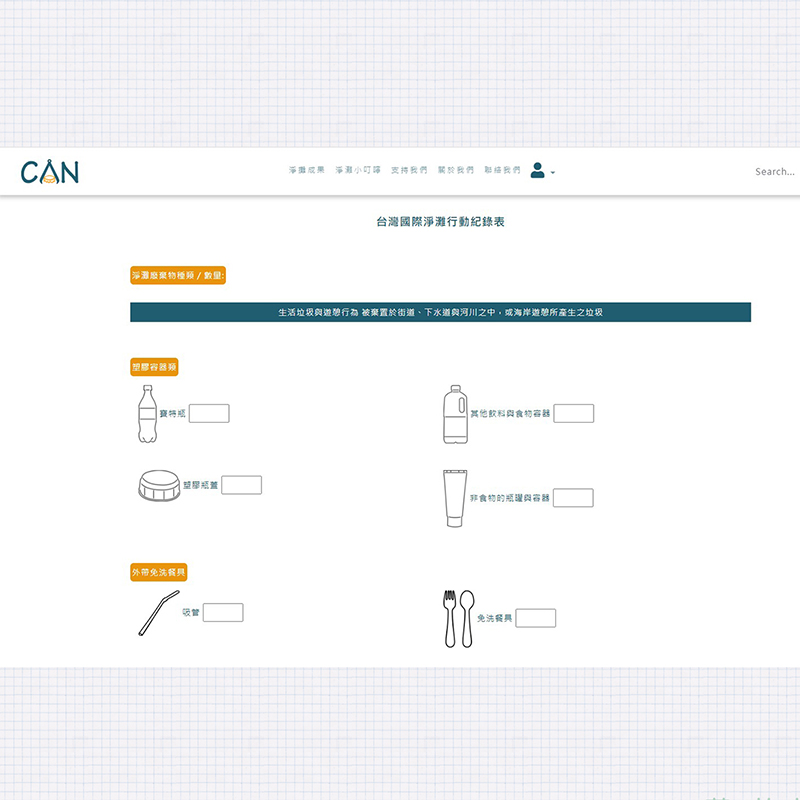 CAN
淨灘成果 淨灘小叮嚀 支持我們 關於我們 聯絡我們
Search...
台灣國際淨灘行動紀錄表
淨灘廢棄物種類 / 數量:
生活垃圾與遊憩行為 被棄置於街道、下水道與河川之中，或海岸遊憩所產生之垃圾
塑膠容器類
寶特瓶
其他飲料與食物容器
塑膠瓶蓋
非食物的瓶罐與容器
外帶免洗餐具
吸管
免洗餐具